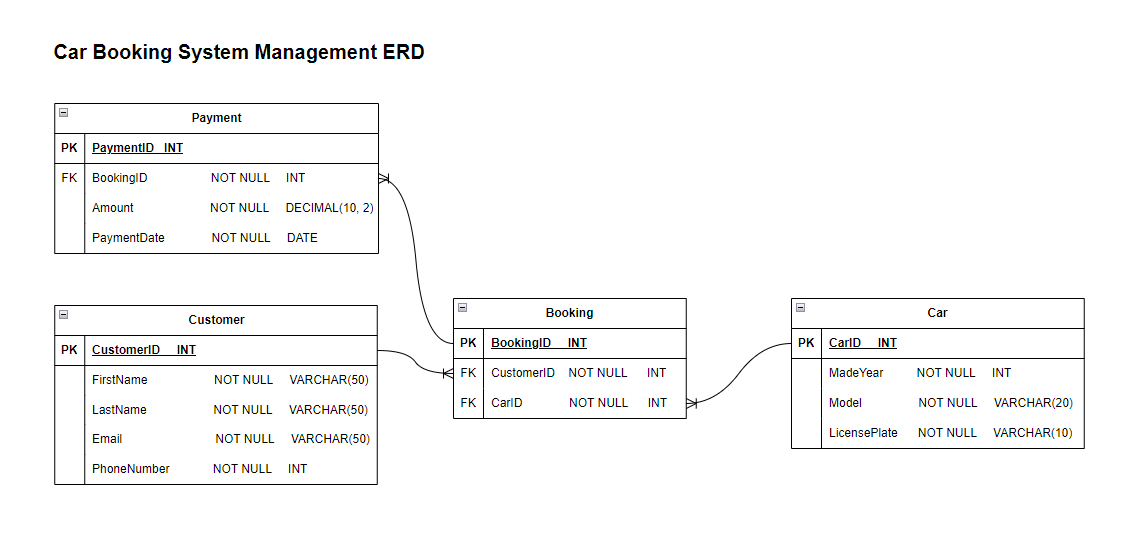 Car Booking System Management ERD
Payment
PK PaymentID INT
FK BookingID NOT NULL INT
Amount NOT NULL DECIMAL(10, 2)
PaymentDate NOT NULL DATE
Customer
PK CustomerID INT
FirstName NOT NULL VARCHAR(50)
LastName NOT NULL VARCHAR(50)
Email NOT NULL VARCHAR(50)
PhoneNumber NOT NULL INT
Booking
PK BookingID INT
FK CustomerID NOT NULL INT
FK CarID NOT NULL INT
Car
PK CarID INT
MadeYear NOT NULL INT
Model NOT NULL VARCHAR(20)
LicensePlate NOT NULL VARCHAR(10)